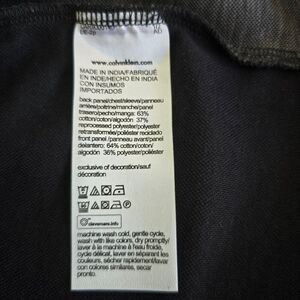 AD
www.calvinklein.com
MADE IN INDIA/FABRIQUÉ
EN INDE/HECHO EN INDIA
CON INSUMOS
IMPORTADOS
back panel/chest/sleeve/panneau
arrière/poitrine/manche/panel
trasero/pecho/manga: 63%
cotton/coton/algodón 37%
reprocessed polyester/polyester
retransformée/poliéster reciclado
front panel/panneau avant/panel
delantero: 64% cotton/coton/
algodón 36% polyester/poliéster
exclusive of decoration/sauf
décoration
clevercare.info
machine wash cold, gentle cycle,
wash with like colors, dry promptly/
laver à la machine à l'eau froide,
cycle délicat, laver en séparant les
couleurs, sécher rapidement/lavar
con colores similares, secar
pronto.